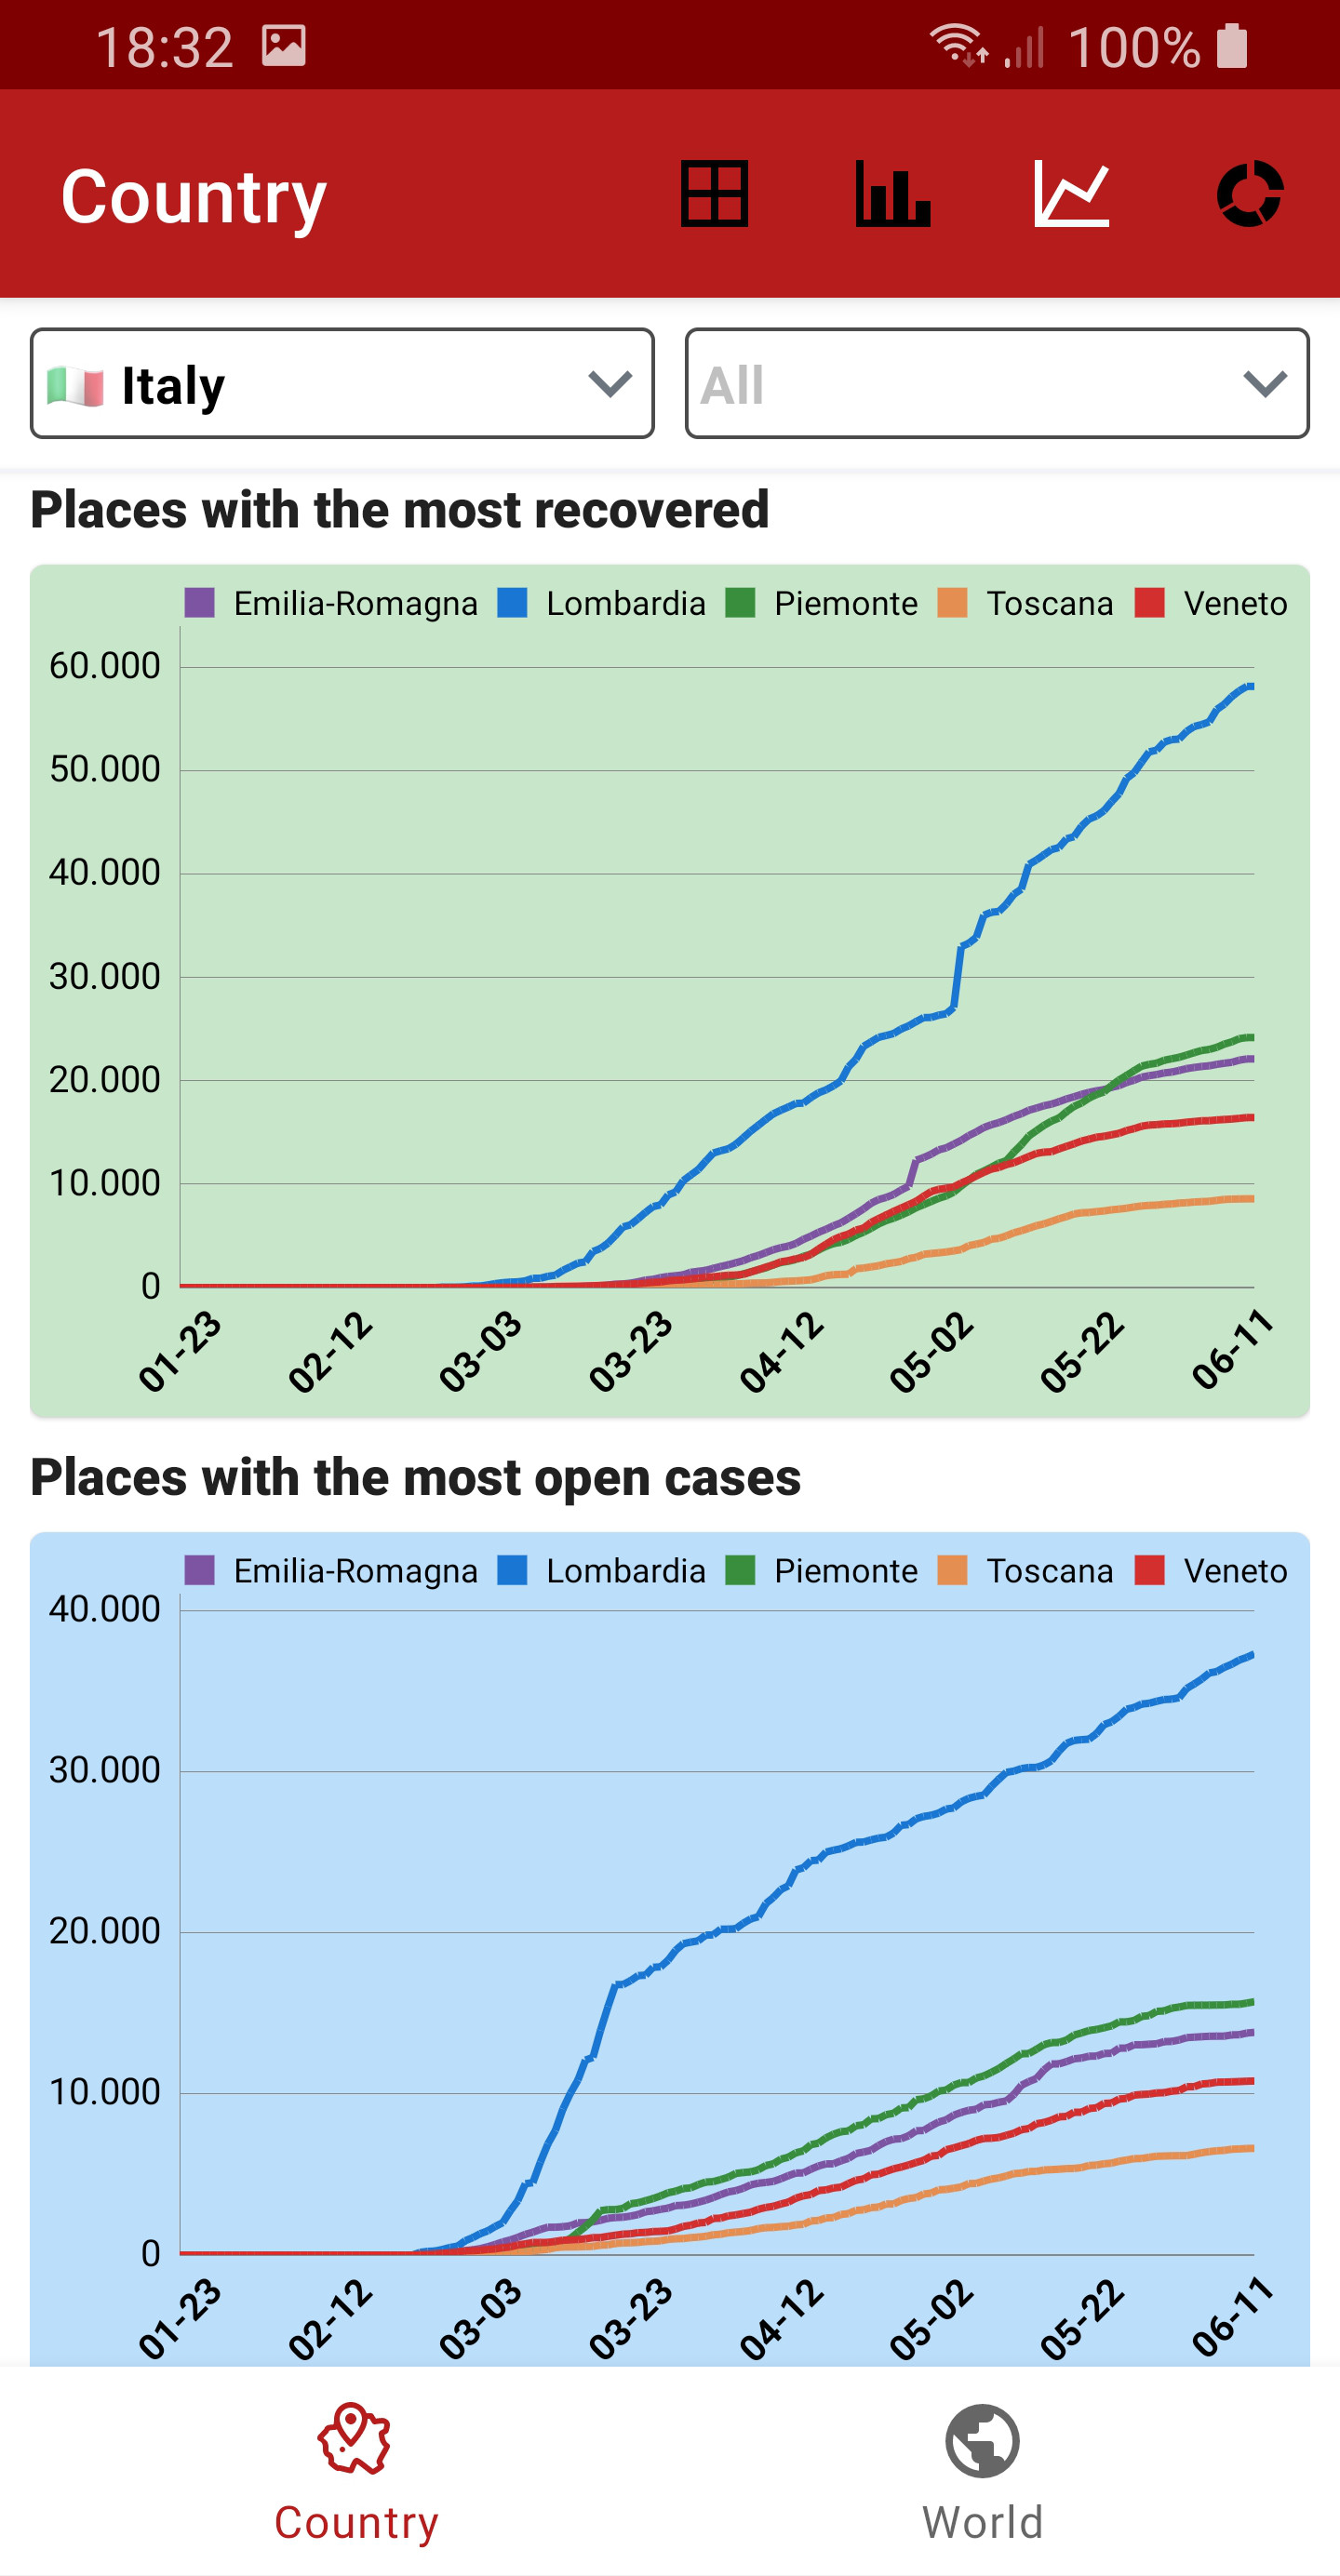 18:32 100%
Country
Italy All
Places with the most recovered
Emilia-Romagna Lombardia Piemonte Toscana Veneto
60.000
50.000
40.000
30.000
20.000
10.000
0
01-23 02-12 03-03 03-23 04-12 05-02 05-22 06-11
Places with the most open cases
Emilia-Romagna Lombardia Piemonte Toscana Veneto
40.000
30.000
20.000
10.000
0
01-23 02-12 03-03 03-23 04-12 05-02 05-22 06-11
Country World